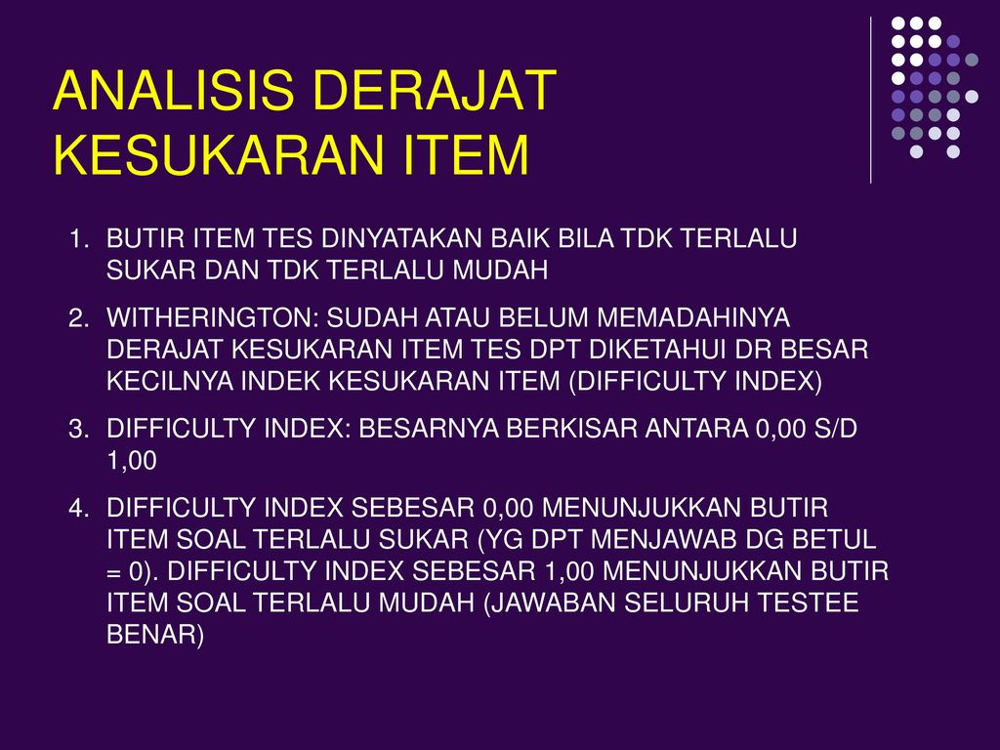 ANALISIS DERAJAT
KESUKARAN ITEM
1. BUTIR ITEM TES DINYATAKAN BAIK BILA TDK TERLALU
SUKAR DAN TDK TERLALU MUDAH
2. WITHERINGTON: SUDAH ATAU BELUM MEMADAHINYA
DERAJAT KESUKARAN ITEM TES DPT DIKETAHUI DR BESAR
KECILNYA INDEK KESUKARAN ITEM (DIFFICULTY INDEX)
3. DIFFICULTY INDEX: BESARNYA BERKISAR ANTARA 0,00 S/D
1,00
4. DIFFICULTY INDEX SEBESAR 0,00 MENUNJUKKAN BUTIR
ITEM SOAL TERLALU SUKAR (YG DPT MENJAWAB DG BETUL
= 0). DIFFICULTY INDEX SEBESAR 1,00 MENUNJUKKAN BUTIR
ITEM SOAL TERLALU MUDAH (JAWABAN SELURUH TESTEE
BENAR)